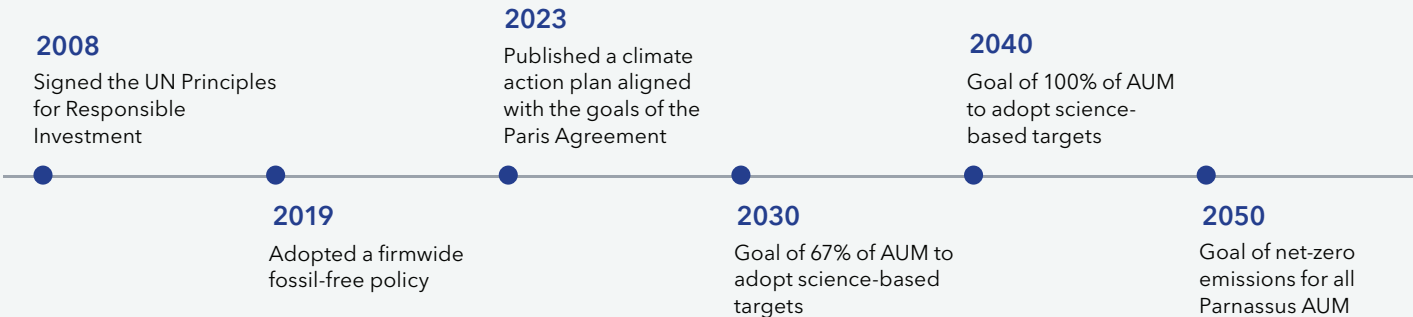 2008
Signed the UN Principles
for Responsible
Investment
2019
Adopted a firmwide
fossil-free policy
2023
Published a climate
action plan aligned
with the goals of the
Paris Agreement
2030
Goal of 67% of AUM to
adopt science-based
targets
2040
Goal of 100% of AUM
to adopt science-
based targets
2050
Goal of net-zero
emissions for all
Parnassus AUM